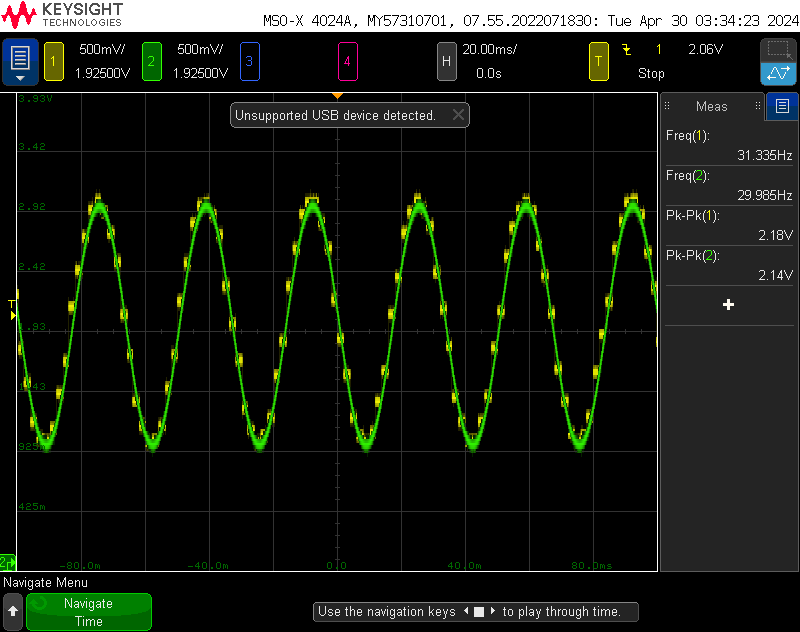 KEYSIGHT
TECHNOLOGIES
MSO-X 4024A, MY57310701, 07.55.2022071830: Tue Apr 30 03:34:23 2024
1 500mV/ 1.92500V
2 500mV/ 1.92500V
3
4
H 20.00ms/ 0.0s
T 1 2.06V
Stop
Unsupported USB device detected.
3.93V
3.42
2.92
2.42
T
.93
.43
925m
425m
2
-80.0m -40.0m 0.0 40.0m 80.0ms
Meas
Freq(1):
31.335Hz
Freq(2):
29.985Hz
Pk-Pk(1):
2.18V
Pk-Pk(2):
2.14V
Navigate Menu
Navigate
Time
Use the navigation keys to play through time.